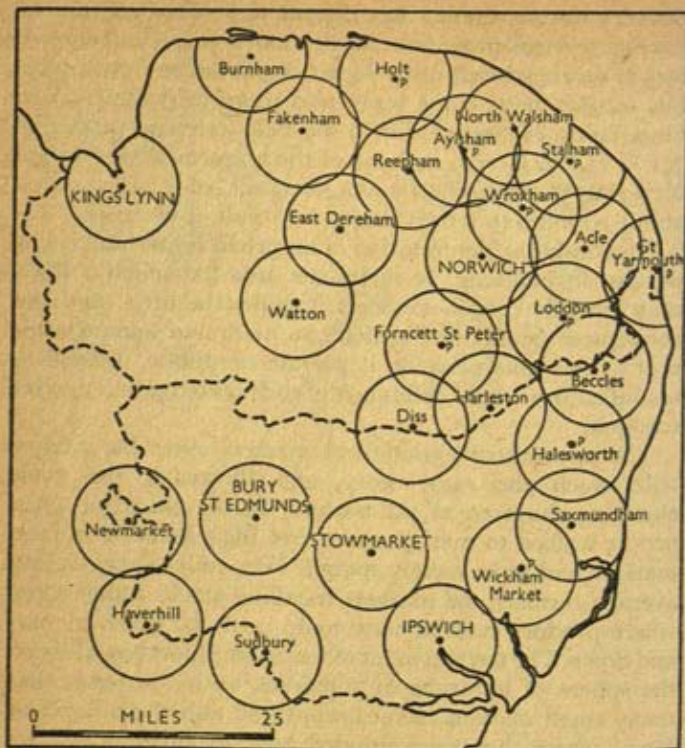 Burnham
Holt
P
Fakenham
North Walsham
P
Aylsham
P
Stalham
P
Reepham
P
KINGS LYNN
Wroxham
P
East Dereham
Acle
Gt
Yarmouth
P
NORWICH
Watton
Loddon
P
Forncett St Peter
P
Beccles
P
Harleston
P
Diss
Halesworth
P
BURY
ST EDMUNDS
Newmarket
Saxmundham
STOWMARKET
Wickham
Market
P
Haverhill
P
Sudbury
P
IPSWICH
0 MILES 25